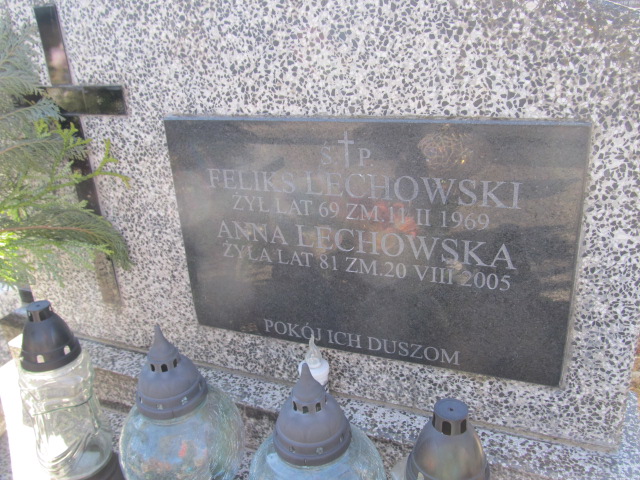 Ś.†P.
FELIKS LECHOWSKI
ŻYŁ LAT 69 ZM.11 II 1969
ANNA LECHOWSKA
ŻYŁA LAT 81 ZM.20 VIII 2005
POKÓJ ICH DUSZOM